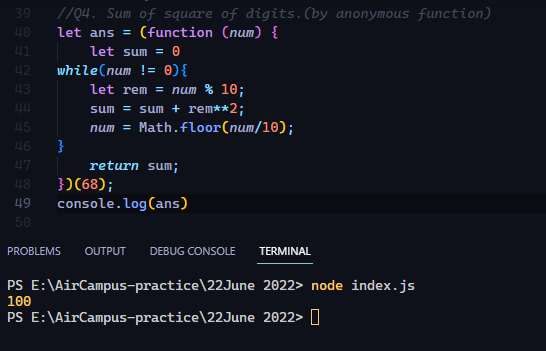 39 //Q4. Sum of square of digits.(by anonymous function)
40 let ans = (function (num) {
41     let sum = 0
42 while(num != 0){
43     let rem = num % 10;
44     sum = sum + rem**2;
45     num = Math.floor(num/10);
46 }
47     return sum;
48 })(68);
49 console.log(ans)
50
PROBLEMS OUTPUT DEBUG CONSOLE TERMINAL
PS E:\AirCampus-practice\22June 2022> node index.js
100
PS E:\AirCampus-practice\22June 2022>